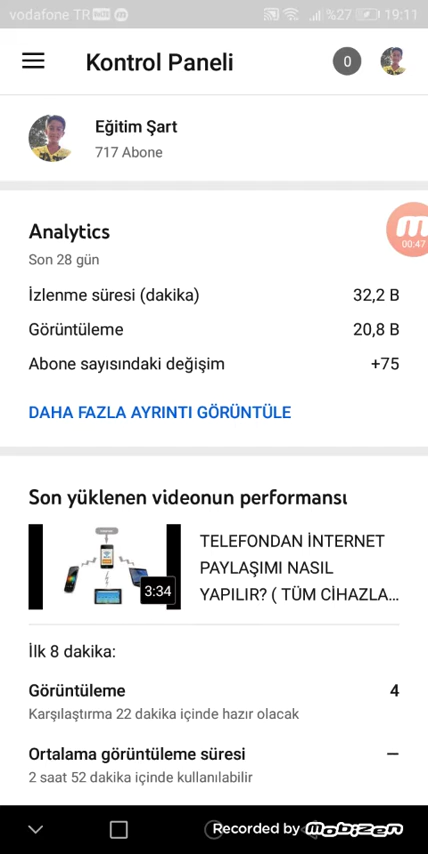 vodafone TR %27 19:11
Kontrol Paneli 0
Eğitim Şart
717 Abone
Analytics
00:47
Son 28 gün
İzlenme süresi (dakika) 32,2 B
Görüntüleme 20,8 B
Abone sayısındaki değişim +75
DAHA FAZLA AYRINTI GÖRÜNTÜLE
Son yüklenen videonun performansı
TELEFONDAN İNTERNET
PAYLAŞIMI NASIL
YAPILIR? ( TÜM CİHAZLA...
3:34
İlk 8 dakika:
Görüntüleme 4
Karşılaştırma 22 dakika içinde hazır olacak
Ortalama görüntüleme süresi –
2 saat 52 dakika içinde kullanılabilir
Recorded by mobizen